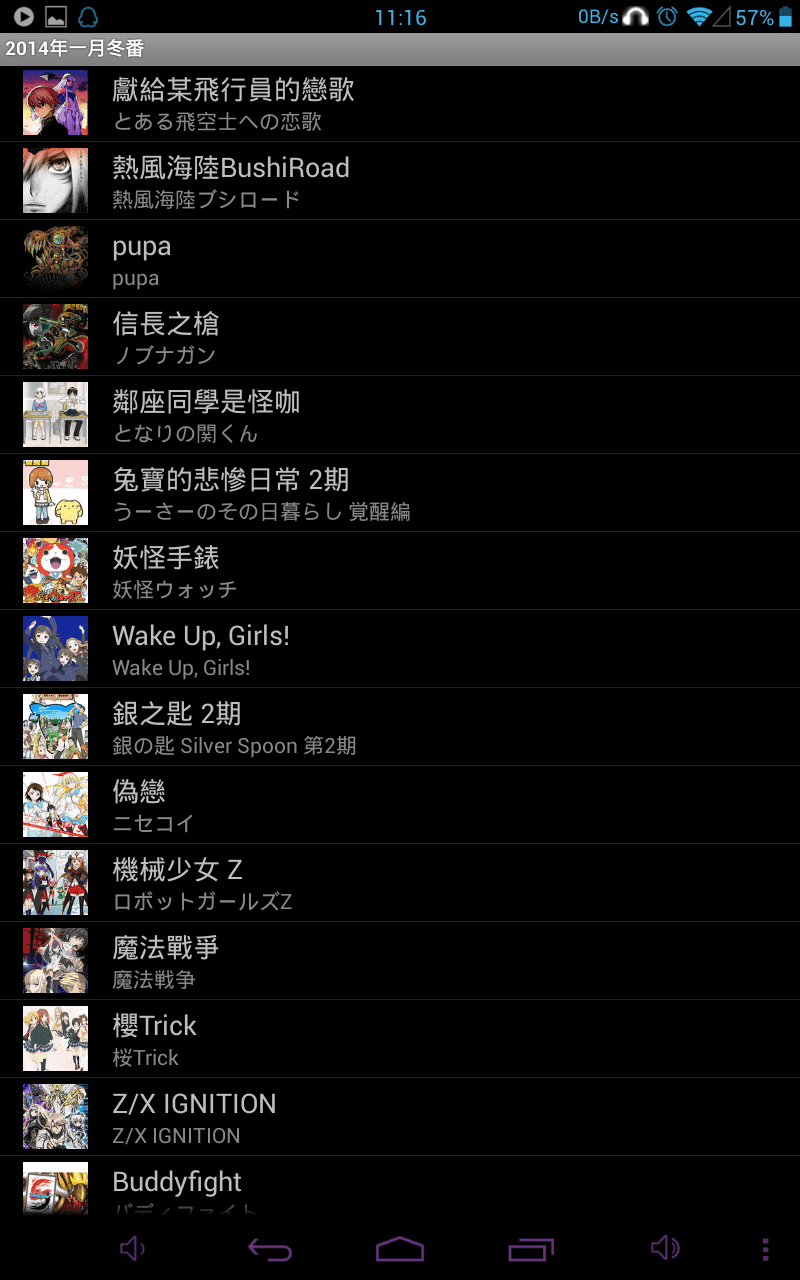 11:16
0B/s
57%
2014年一月冬番
獻給某飛行員的戀歌
とある飛空士への恋歌
熱風海陸BushiRoad
熱風海陸ブシロード
pupa
pupa
信長之槍
ノブナガン
鄰座同學是怪咖
となりの関くん
兔寶的悲慘日常 2期
うーさーのその日暮らし 覚醒編
妖怪手錶
妖怪ウォッチ
Wake Up, Girls!
Wake Up, Girls!
銀之匙 2期
銀の匙 Silver Spoon 第2期
偽戀
ニセコイ
機械少女 Z
ロボットガールズZ
魔法戰爭
魔法戦争
櫻Trick
桜Trick
Z/X IGNITION
Z/X IGNITION
Buddyfight
バディファイト